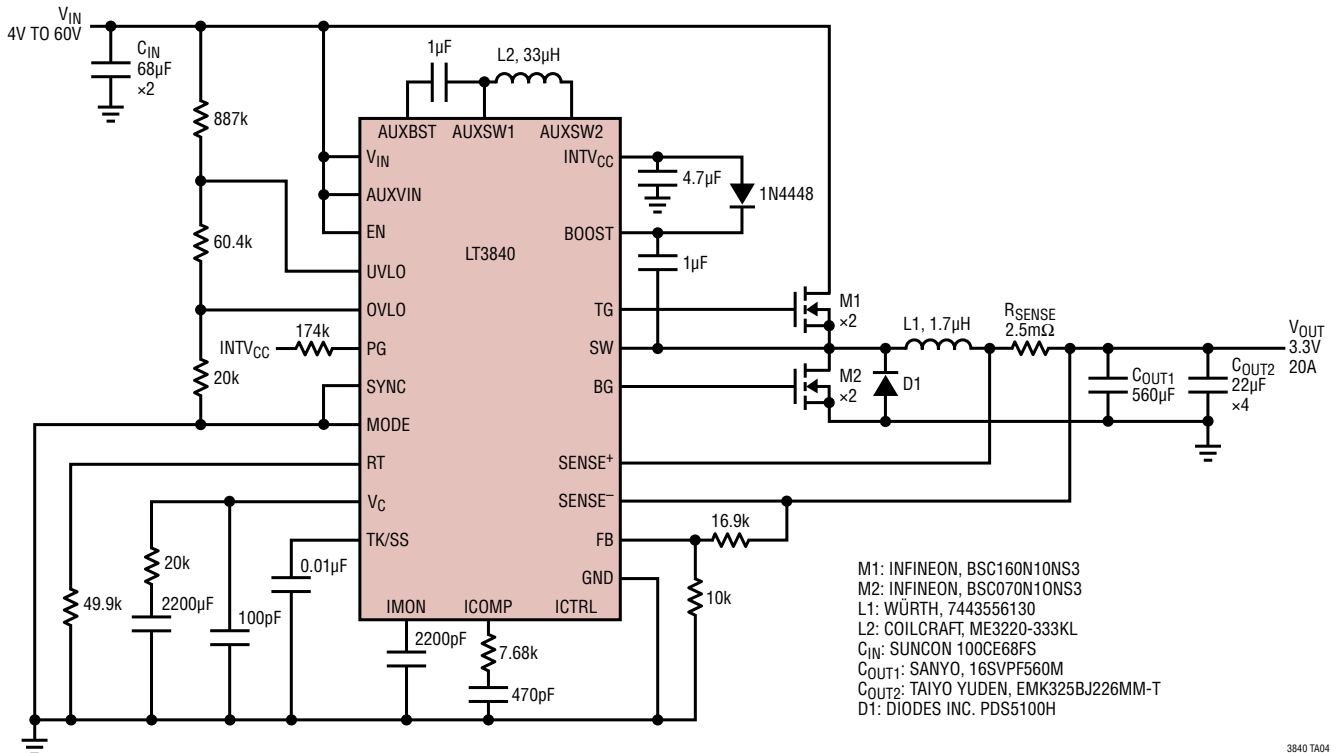 VIN
4V TO 60V
CIN
68µF
×2
887k
60.4k
20k
1µF
L2, 33µH
AUXBST AUXSW1 AUXSW2
VIN
AUXVIN
EN
UVLO
OVLO
PG
SYNC
MODE
RT
VC
TK/SS
IMON ICOMP ICTRL
LT3840
INTVCC
BOOST
TG
SW
BG
SENSE+
SENSE–
FB
GND
INTVCC
174k
4.7µF
1N4448
1µF
M1
×2
M2
×2
D1
L1, 1.7µH
RSENSE
2.5mΩ
VOUT
3.3V
20A
COUT1
560µF
COUT2
22µF
×4
16.9k
10k
49.9k
20k
2200µF
100pF
0.01µF
2200pF
7.68k
470pF
M1: INFINEON, BSC160N10NS3
M2: INFINEON, BSC070N10NS3
L1: WÜRTH, 7443556130
L2: COILCRAFT, ME3220-333KL
CIN: SUNCON 100CE68FS
COUT1: SANYO, 16SVPF560M
COUT2: TAIYO YUDEN, EMK325BJ226MM-T
D1: DIODES INC. PDS5100H
3840 TA04